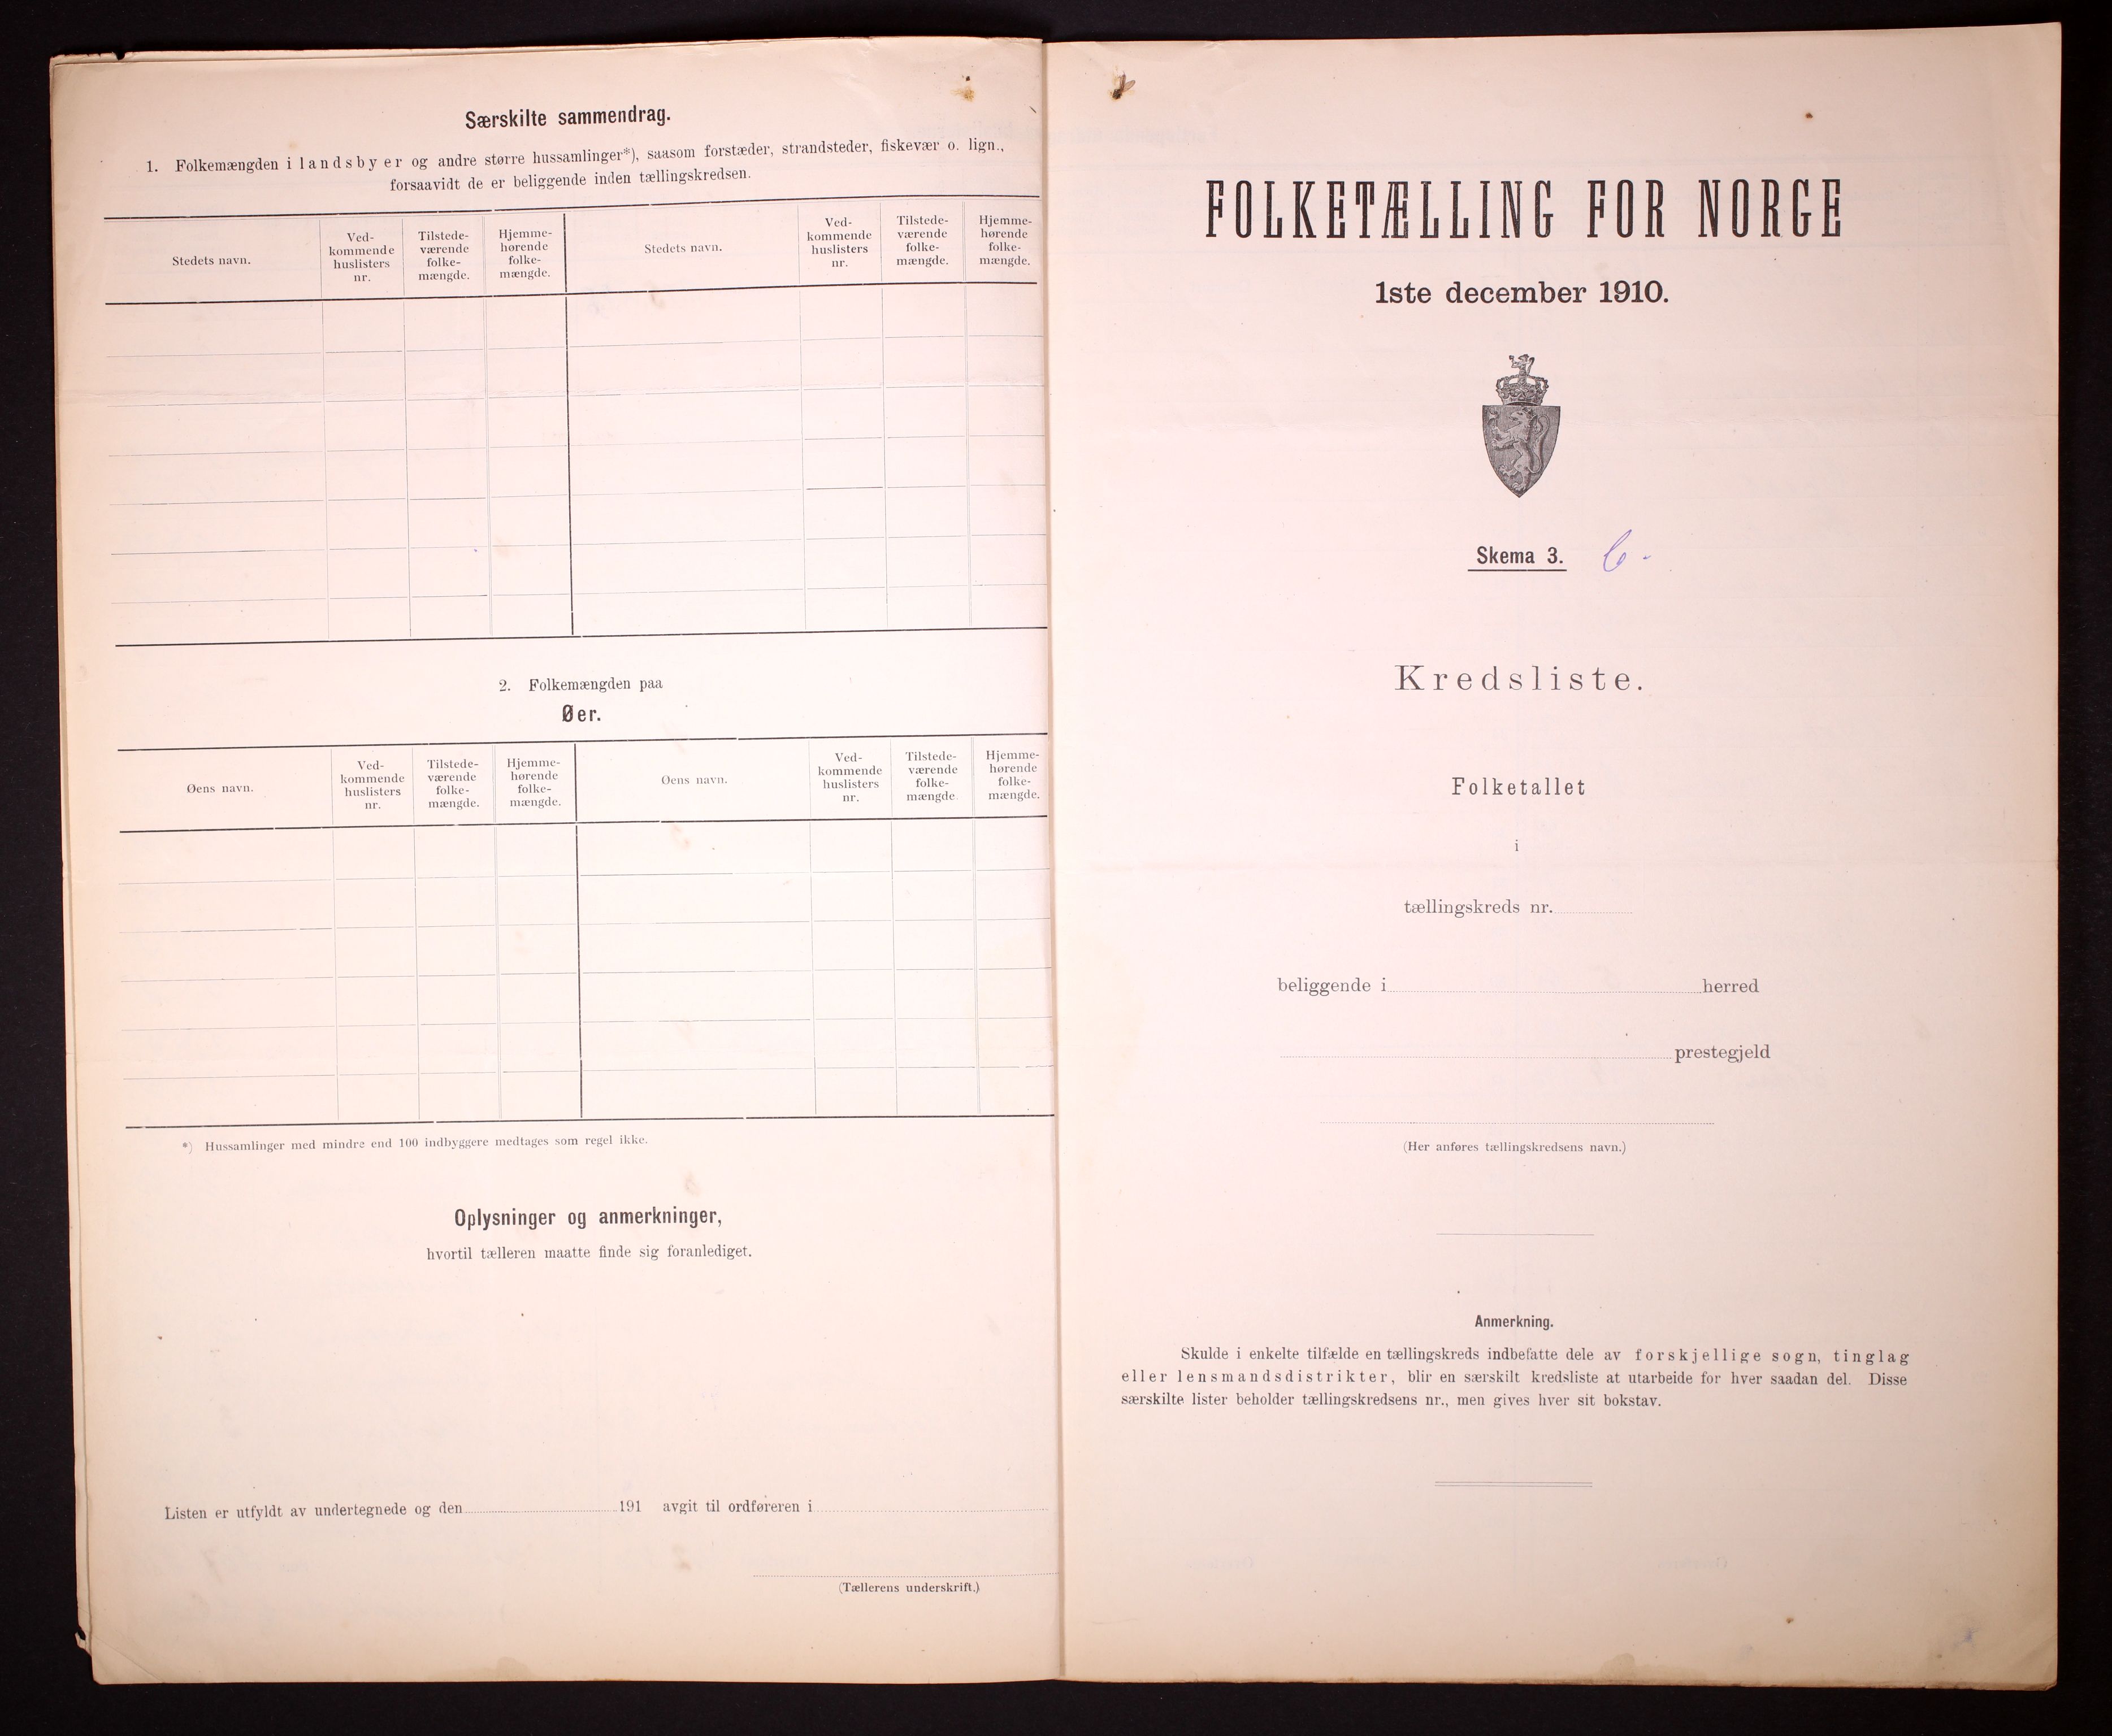 Særskilte sammendrag.
1. Folkemængden i landsbyer og andre større hussamlinger*), saasom forstæder, strandsteder, fiskevær o. lign.,
forsaavidt de er beliggende inden tællingskredsen.
Stedets navn.
Ved-
kommende
huslisters
nr.
Tilstede-
værende
folke-
mængde.
Hjemme-
hørende
folke-
mængde.
Stedets navn.
Ved-
kommende
huslisters
nr.
Tilstede-
værende
folke-
mængde.
Hjemme-
hørende
folke-
mængde.
2. Folkemængden paa
Øer.
Øens navn.
Ved-
kommende
huslisters
nr.
Tilstede-
værende
folke-
mængde.
Hjemme-
hørende
folke-
mængde.
Øens navn.
Ved-
kommende
huslisters
nr.
Tilstede-
værende
folke-
mængde
Hjemme-
hørende
folke-
mængde.
*) Hussamlinger med mindre end 100 indbyggere medtages som regel ikke.
Oplysninger og anmerkninger,
hvortil tælleren maatte finde sig foranlediget.
Listen er utfyldt av undertegnede og den 191 avgit til ordføreren i
(Tællerens underskrift.)
FOLKETÆLLING FOR NORGE
1ste december 1910.
Skema 3.
Kredsliste.
Folketallet
i
tællingskreds nr.
beliggende i herred
prestegjeld
(Her anføres tællingskredsens navn.)
Anmerkning.
Skulde i enkelte tilfælde en tællingskreds indbefatte dele av forskjellige sogn, tinglag
eller lensmandsdistrikter, blir en særskilt kredsliste at utarbeide for hver saadan del. Disse
særskilte lister beholder tællingskredsens nr., men gives hver sit bokstav.